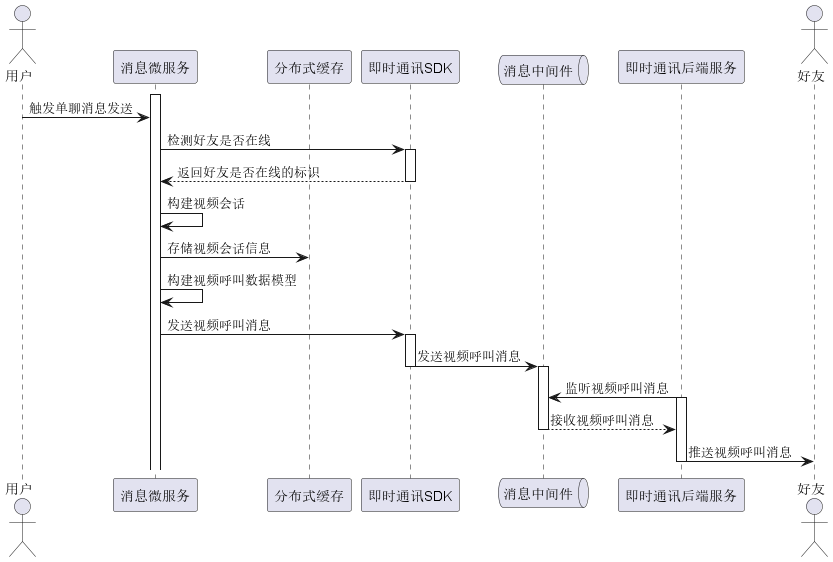 用户
消息微服务
分布式缓存
即时通讯SDK
消息中间件
即时通讯后端服务
好友
触发单聊消息发送
检测好友是否在线
返回好友是否在线的标识
构建视频会话
存储视频会话信息
构建视频呼叫数据模型
发送视频呼叫消息
发送视频呼叫消息
监听视频呼叫消息
接收视频呼叫消息
推送视频呼叫消息
用户
消息微服务
分布式缓存
即时通讯SDK
消息中间件
即时通讯后端服务
好友